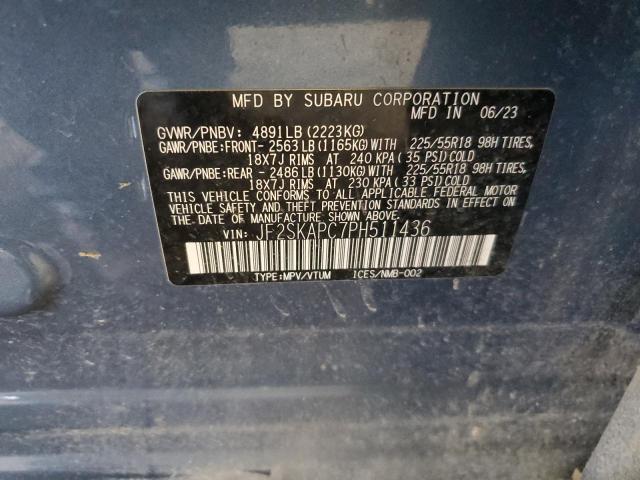 MFD BY SUBARU CORPORATION
MFD IN 06/23
GVWR/PNBV: 4891LB (2223KG)
GAWR/PNBE:FRONT- 2563LB (1165KG)WITH 225/55R18 98H TIRES,
18X7J RIMS AT 240 KPA (35 PSI)COLD
GAWR/PNBE:REAR - 2486LB (1130KG)WITH 225/55R18 98H TIRES,
18X7J RIMS AT 230 KPA (33 PSI)COLD
THIS VEHICLE CONFORMS TO ALL APPLICABLE FEDERAL MOTOR
VEHICLE SAFETY AND THEFT PREVENTION STANDARDS IN EFFECT
ON THE DATE OF MANUFACTURE SHOWN ABOVE.
VIN: JF2SKAPC7PH511436
TYPE:MPV/VTUM ICES/NMB-002